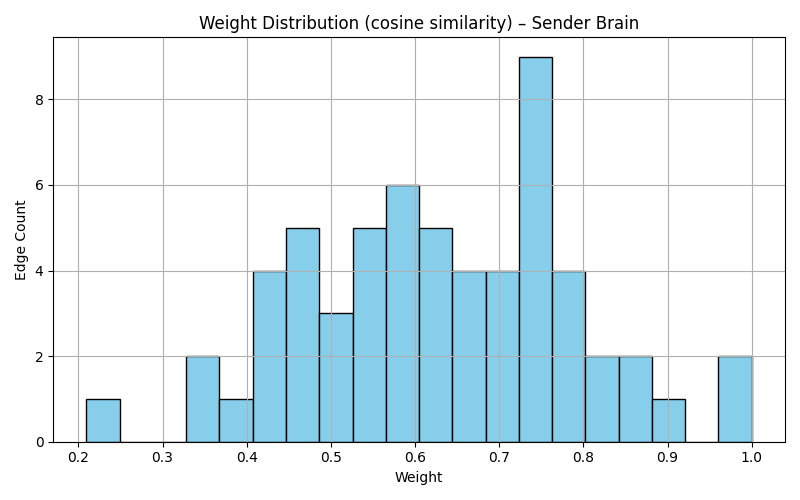 Weight Distribution (cosine similarity) – Sender Brain
Edge Count
8
6
4
2
0
0.2 0.3 0.4 0.5 0.6 0.7 0.8 0.9 1.0
Weight